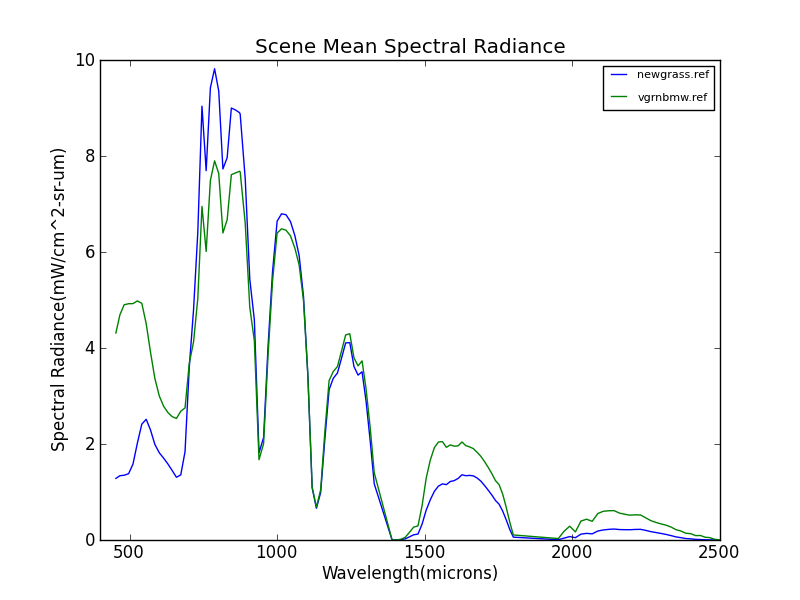 Scene Mean Spectral Radiance
newgrass.ref
vgrnbmw.ref
Spectral Radiance(mW/cm^2-sr-um)
10
8
6
4
2
0
500
1000
1500
2000
2500
Wavelength(microns)